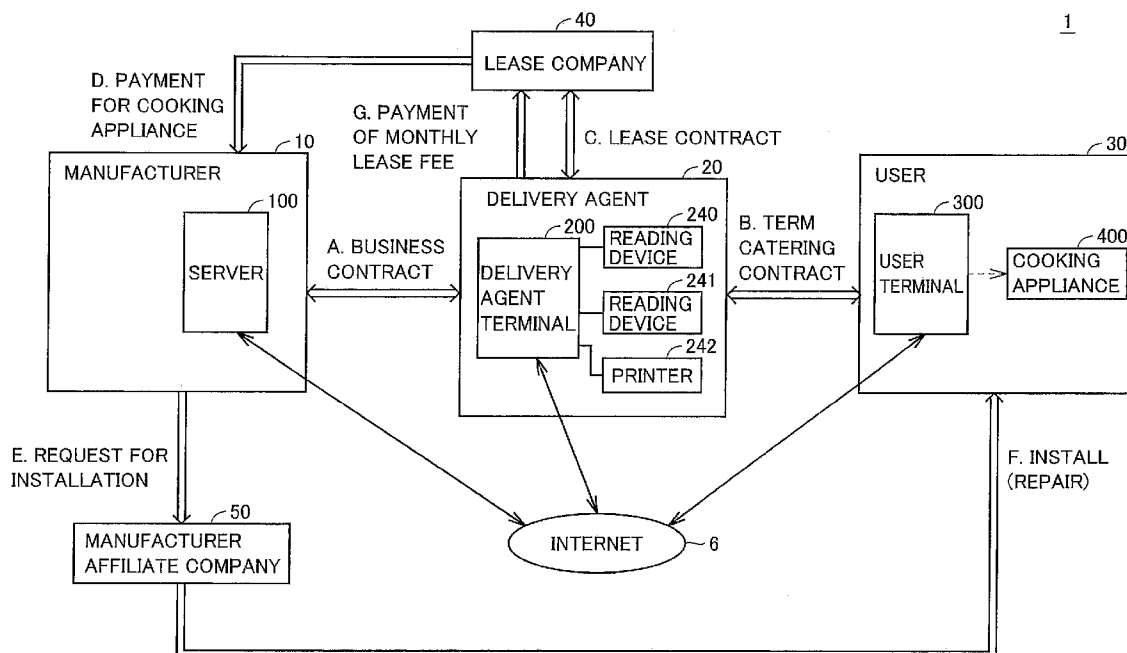 1
40
LEASE COMPANY
D. PAYMENT
FOR COOKING
APPLIANCE
G. PAYMENT
OF MONTHLY
LEASE FEE
C. LEASE CONTRACT
10
MANUFACTURER
100
SERVER
A. BUSINESS
CONTRACT
20
DELIVERY AGENT
200
DELIVERY
AGENT
TERMINAL
240
READING
DEVICE
241
READING
DEVICE
242
PRINTER
B. TERM
CATERING
CONTRACT
30
USER
300
USER
TERMINAL
400
COOKING
APPLIANCE
E. REQUEST FOR
INSTALLATION
50
MANUFACTURER
AFFILIATE COMPANY
INTERNET
6
F. INSTALL
(REPAIR)